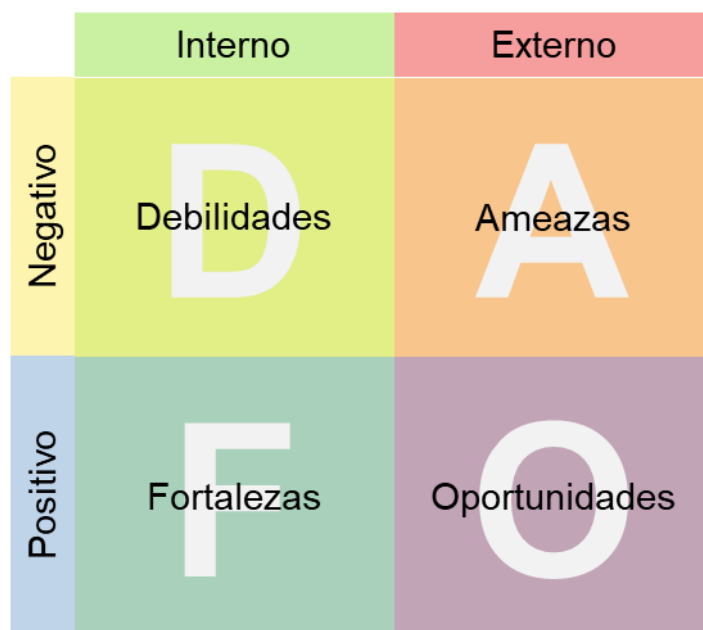 Interno Externo
Negativo
D A
Debilidades Ameazas
Positivo
F O
Fortalezas Oportunidades